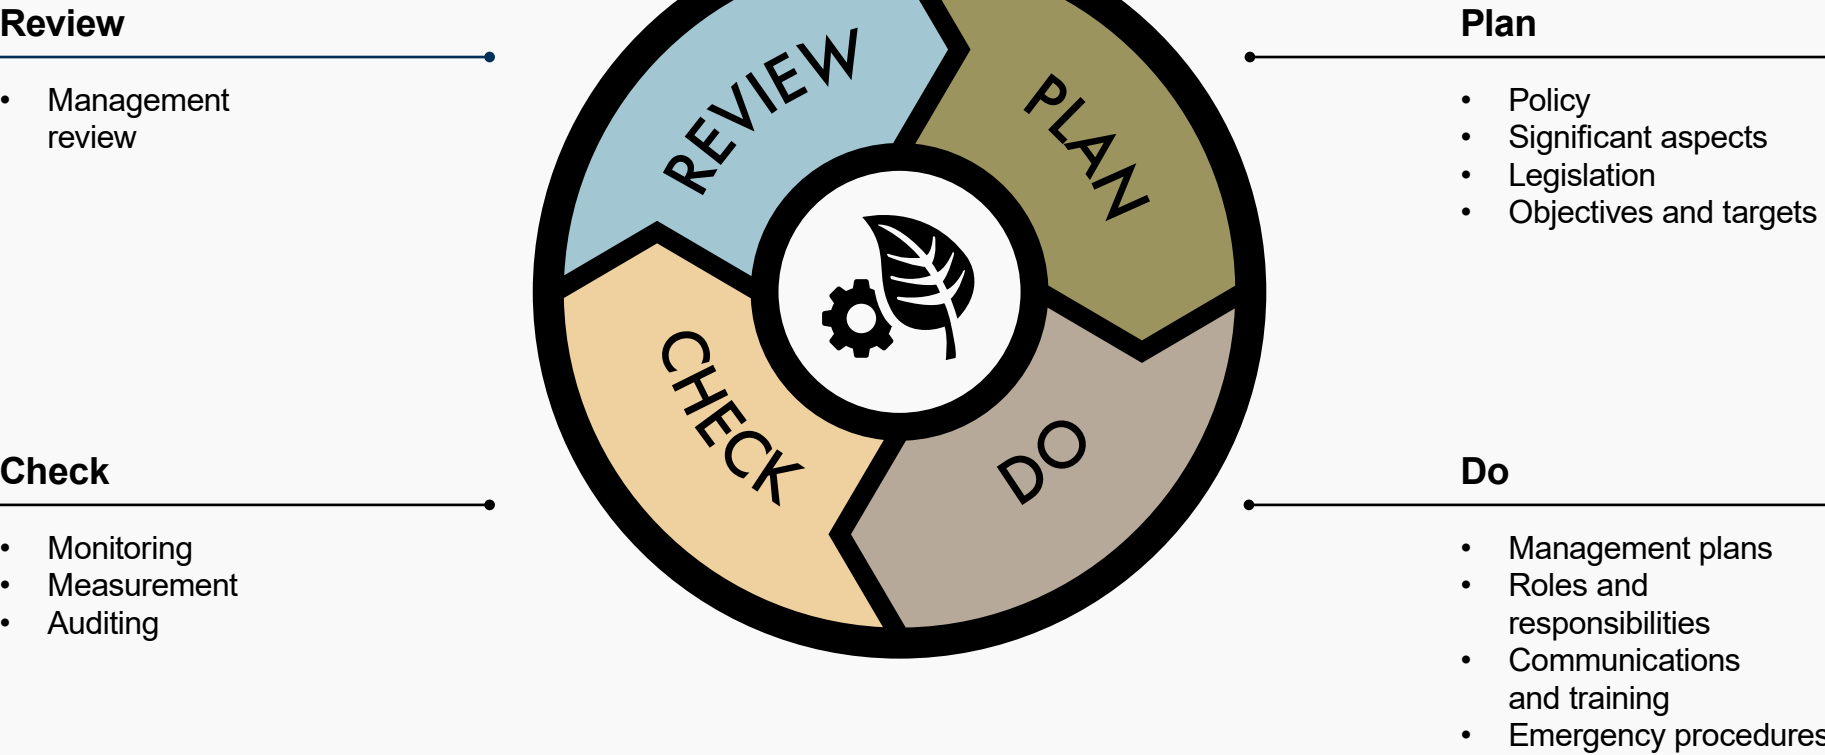 Review
• Management
review
REVIEW
PLAN
Plan
• Policy
• Significant aspects
• Legislation
• Objectives and targets
Check
• Monitoring
• Measurement
• Auditing
CHECK
DO
Do
• Management plans
• Roles and
responsibilities
• Communications
and training
• Emergency procedures